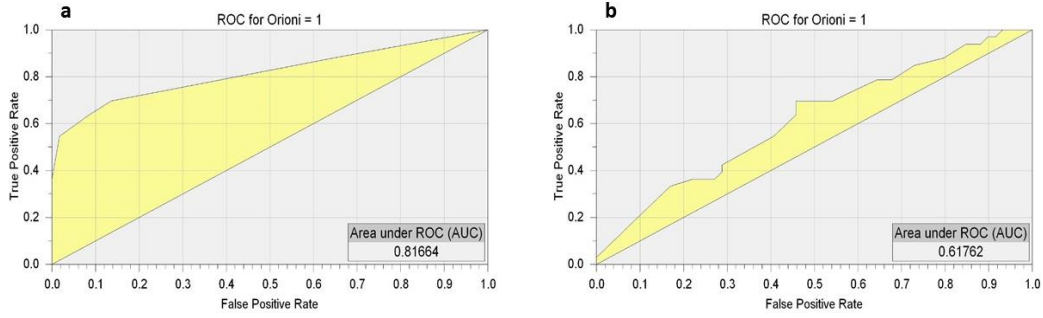 a
ROC for Orioni = 1
True Positive Rate
1.0
0.8
0.6
0.4
0.2
0.0
Area under ROC (AUC)
0.81664
0.0 0.1 0.2 0.3 0.4 0.5 0.6 0.7 0.8 0.9 1.0
False Positive Rate
b
ROC for Orioni = 1
True Positive Rate
1.0
0.8
0.6
0.4
0.2
0.0
Area under ROC (AUC)
0.61762
0.0 0.1 0.2 0.3 0.4 0.5 0.6 0.7 0.8 0.9 1.0
False Positive Rate